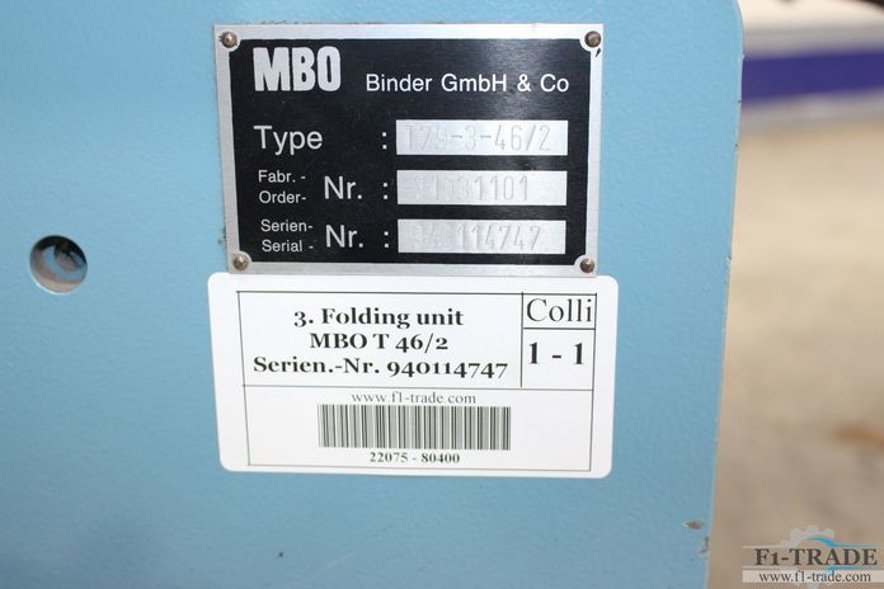 MBO Binder GmbH & Co
Type : T79-3-46/2
Fabr.-
Order- Nr. :
Serien-
Serial - Nr. : 940114747
3. Folding unit
MBO T 46/2
Serien.-Nr. 940114747
Colli
1 - 1
www.f1-trade.com
22075 - 80400
F1-TRADE
www.f1-trade.com